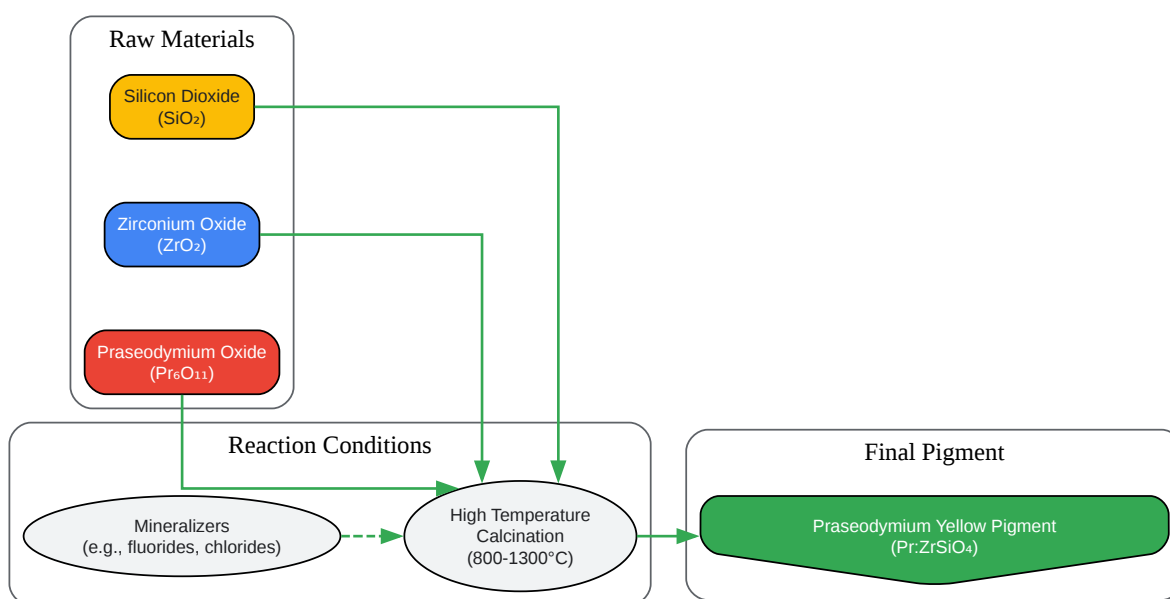 Raw Materials
Silicon Dioxide
(SiO₂)
Zirconium Oxide
(ZrO₂)
Praseodymium Oxide
(Pr₆O₁₁)
Reaction Conditions
Mineralizers
(e.g., fluorides, chlorides)
High Temperature
Calcination
(800-1300°C)
Final Pigment
Praseodymium Yellow Pigment
(Pr:ZrSiO₄)